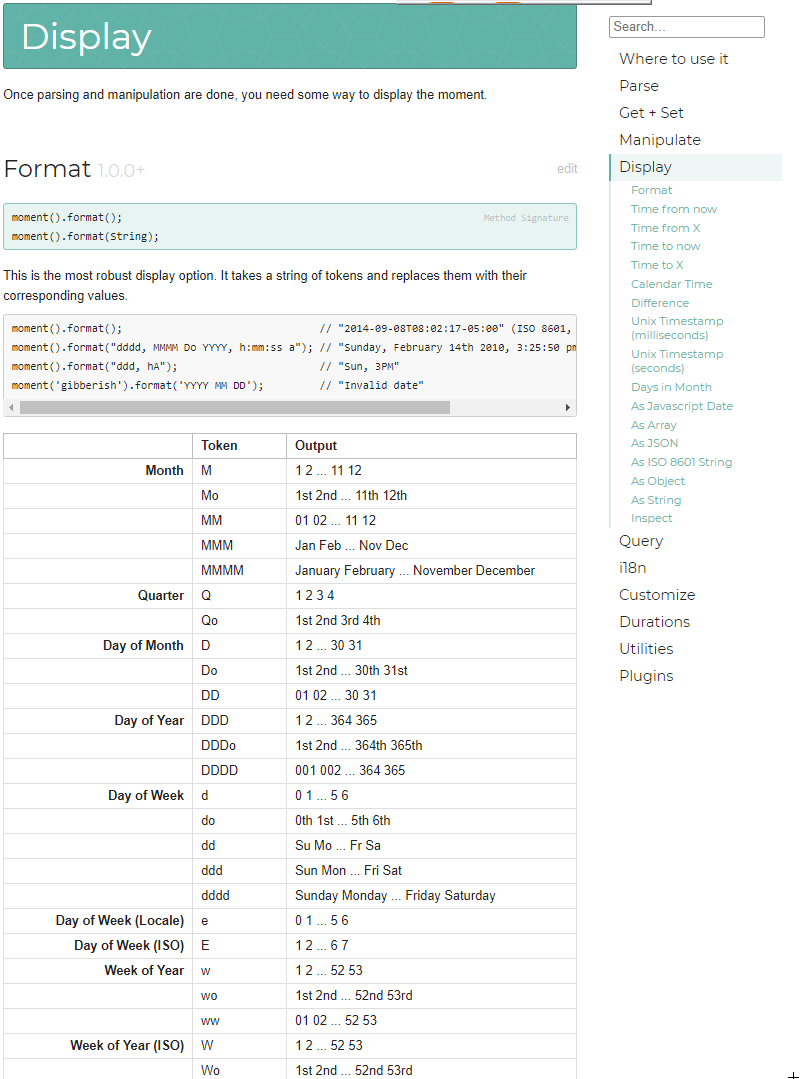 Display
Once parsing and manipulation are done, you need some way to display the moment.
Format 1.0.0+ edit
moment().format(); Method Signature
moment().format(String);
This is the most robust display option. It takes a string of tokens and replaces them with their
corresponding values.
moment().format(); // "2014-09-08T08:02:17-05:00" (ISO 8601,
moment().format("dddd, MMMM Do YYYY, h:mm:ss a"); // "Sunday, February 14th 2010, 3:25:50 pm
moment().format("ddd, hA"); // "Sun, 3PM"
moment('gibberish').format('YYYY MM DD'); // "Invalid date"
Token Output
Month M 1 2 ... 11 12
Mo 1st 2nd ... 11th 12th
MM 01 02 ... 11 12
MMM Jan Feb ... Nov Dec
MMMM January February ... November December
Quarter Q 1 2 3 4
Qo 1st 2nd 3rd 4th
Day of Month D 1 2 ... 30 31
Do 1st 2nd ... 30th 31st
DD 01 02 ... 30 31
Day of Year DDD 1 2 ... 364 365
DDDo 1st 2nd ... 364th 365th
DDDD 001 002 ... 364 365
Day of Week d 0 1 ... 5 6
do 0th 1st ... 5th 6th
dd Su Mo ... Fr Sa
ddd Sun Mon ... Fri Sat
dddd Sunday Monday ... Friday Saturday
Day of Week (Locale) e 0 1 ... 5 6
Day of Week (ISO) E 1 2 ... 6 7
Week of Year w 1 2 ... 52 53
wo 1st 2nd ... 52nd 53rd
ww 01 02 ... 52 53
Week of Year (ISO) W 1 2 ... 52 53
Wo 1st 2nd ... 52nd 53rd
Search...
Where to use it
Parse
Get + Set
Manipulate
Display
Format
Time from now
Time from X
Time to now
Time to X
Calendar Time
Difference
Unix Timestamp
(milliseconds)
Unix Timestamp
(seconds)
Days in Month
As Javascript Date
As Array
As JSON
As ISO 8601 String
As Object
As String
Inspect
Query
i18n
Customize
Durations
Utilities
Plugins